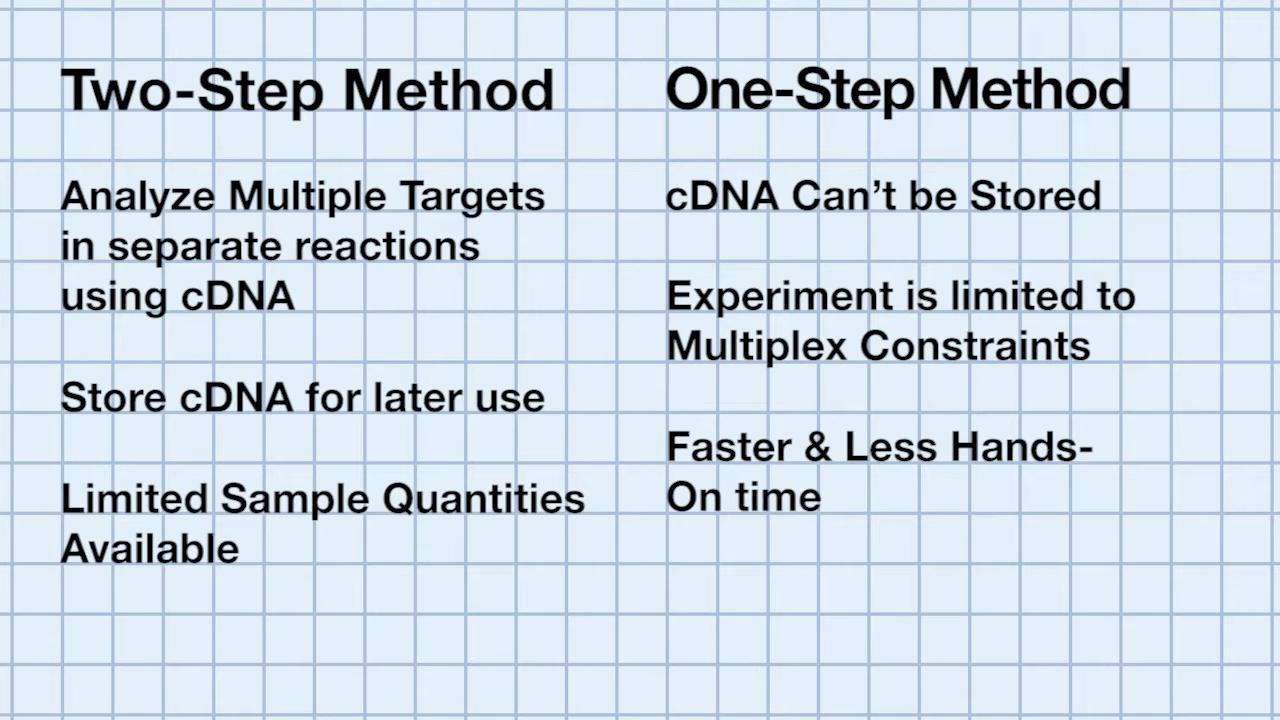 Two-Step Method
Analyze Multiple Targets
in separate reactions
using cDNA
Store cDNA for later use
Limited Sample Quantities
Available
One-Step Method
cDNA Can’t be Stored
Experiment is limited to
Multiplex Constraints
Faster & Less Hands-
On time